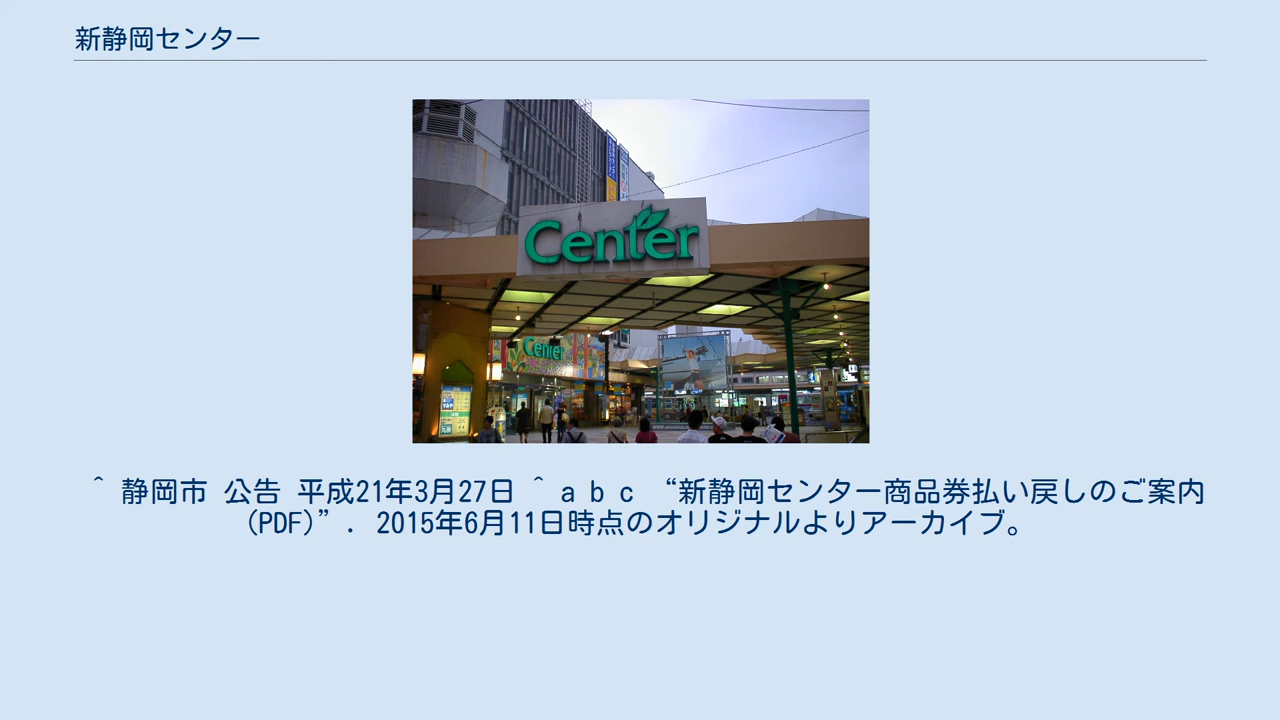 新静岡センター
Center
Center
^ 静岡市 公告 平成21年3月27日 ^ a b c “新静岡センター商品券払い戻しのご案内
(PDF)”. 2015年6月11日時点のオリジナルよりアーカイブ。